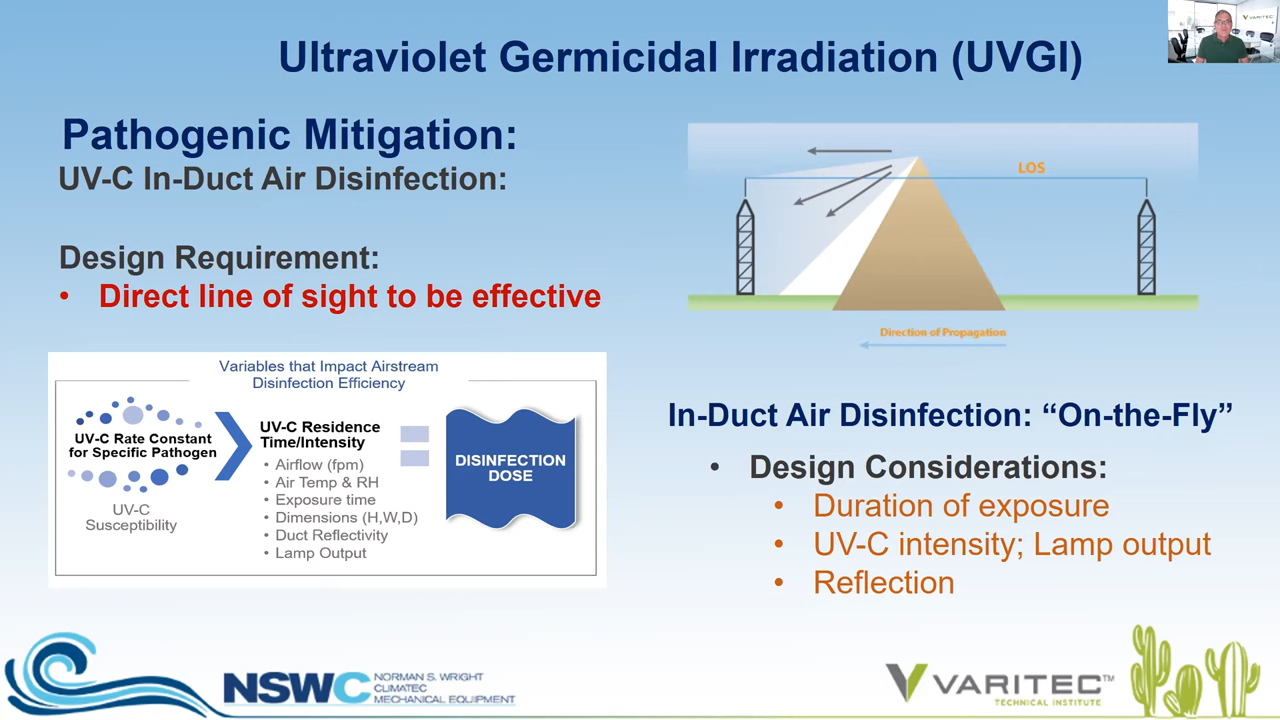 Ultraviolet Germicidal Irradiation (UVGI)
VARITEC
Pathogenic Mitigation:
UV-C In-Duct Air Disinfection:
Design Requirement:
• Direct line of sight to be effective
LOS
Direction of Propagation
Variables that Impact Airstream
Disinfection Efficiency
UV-C Rate Constant
for Specific Pathogen
UV-C
Susceptibility
UV-C Residence
Time/Intensity
• Airflow (fpm)
• Air Temp & RH
• Exposure time
• Dimensions (H,W,D)
• Duct Reflectivity
• Lamp Output
DISINFECTION
DOSE
In-Duct Air Disinfection: “On-the-Fly”
• Design Considerations:
• Duration of exposure
• UV-C intensity; Lamp output
• Reflection
NSWC
NORMAN S. WRIGHT
CLIMATEC
MECHANICAL EQUIPMENT
VARITEC™
TECHNICAL INSTITUTE